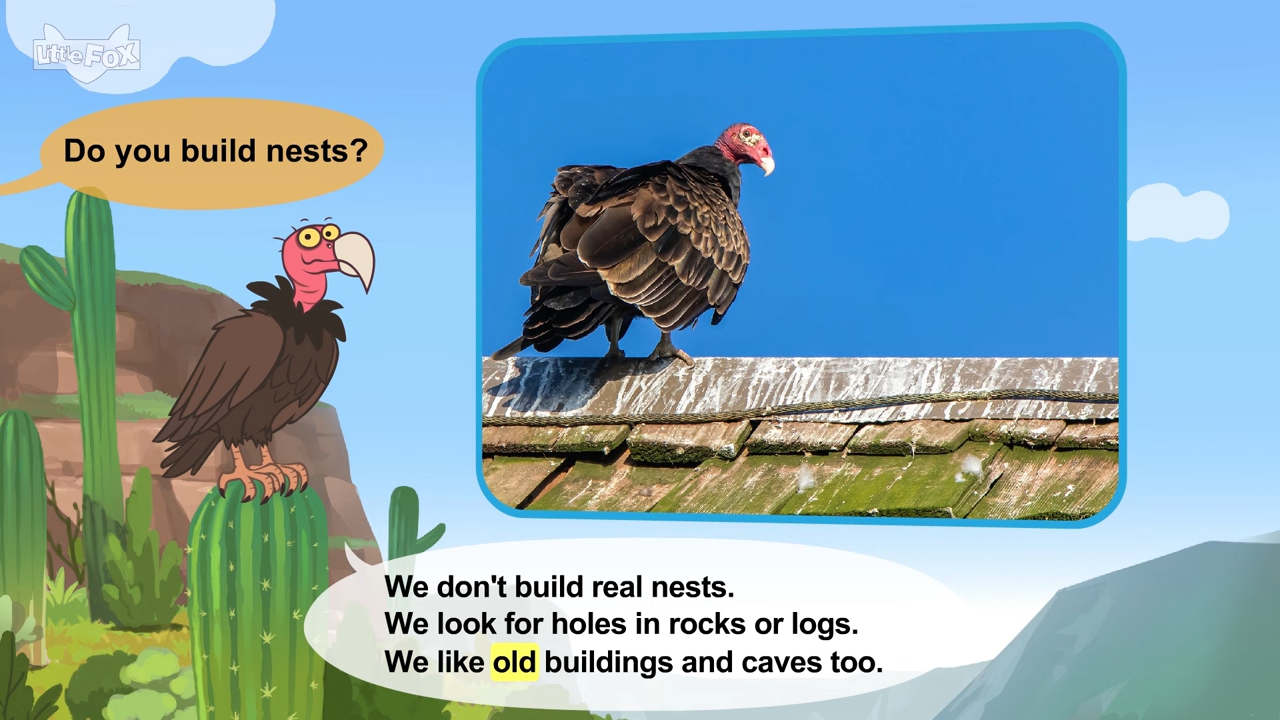 Little Fox
Do you build nests?
We don't build real nests.
We look for holes in rocks or logs.
We like old buildings and caves too.